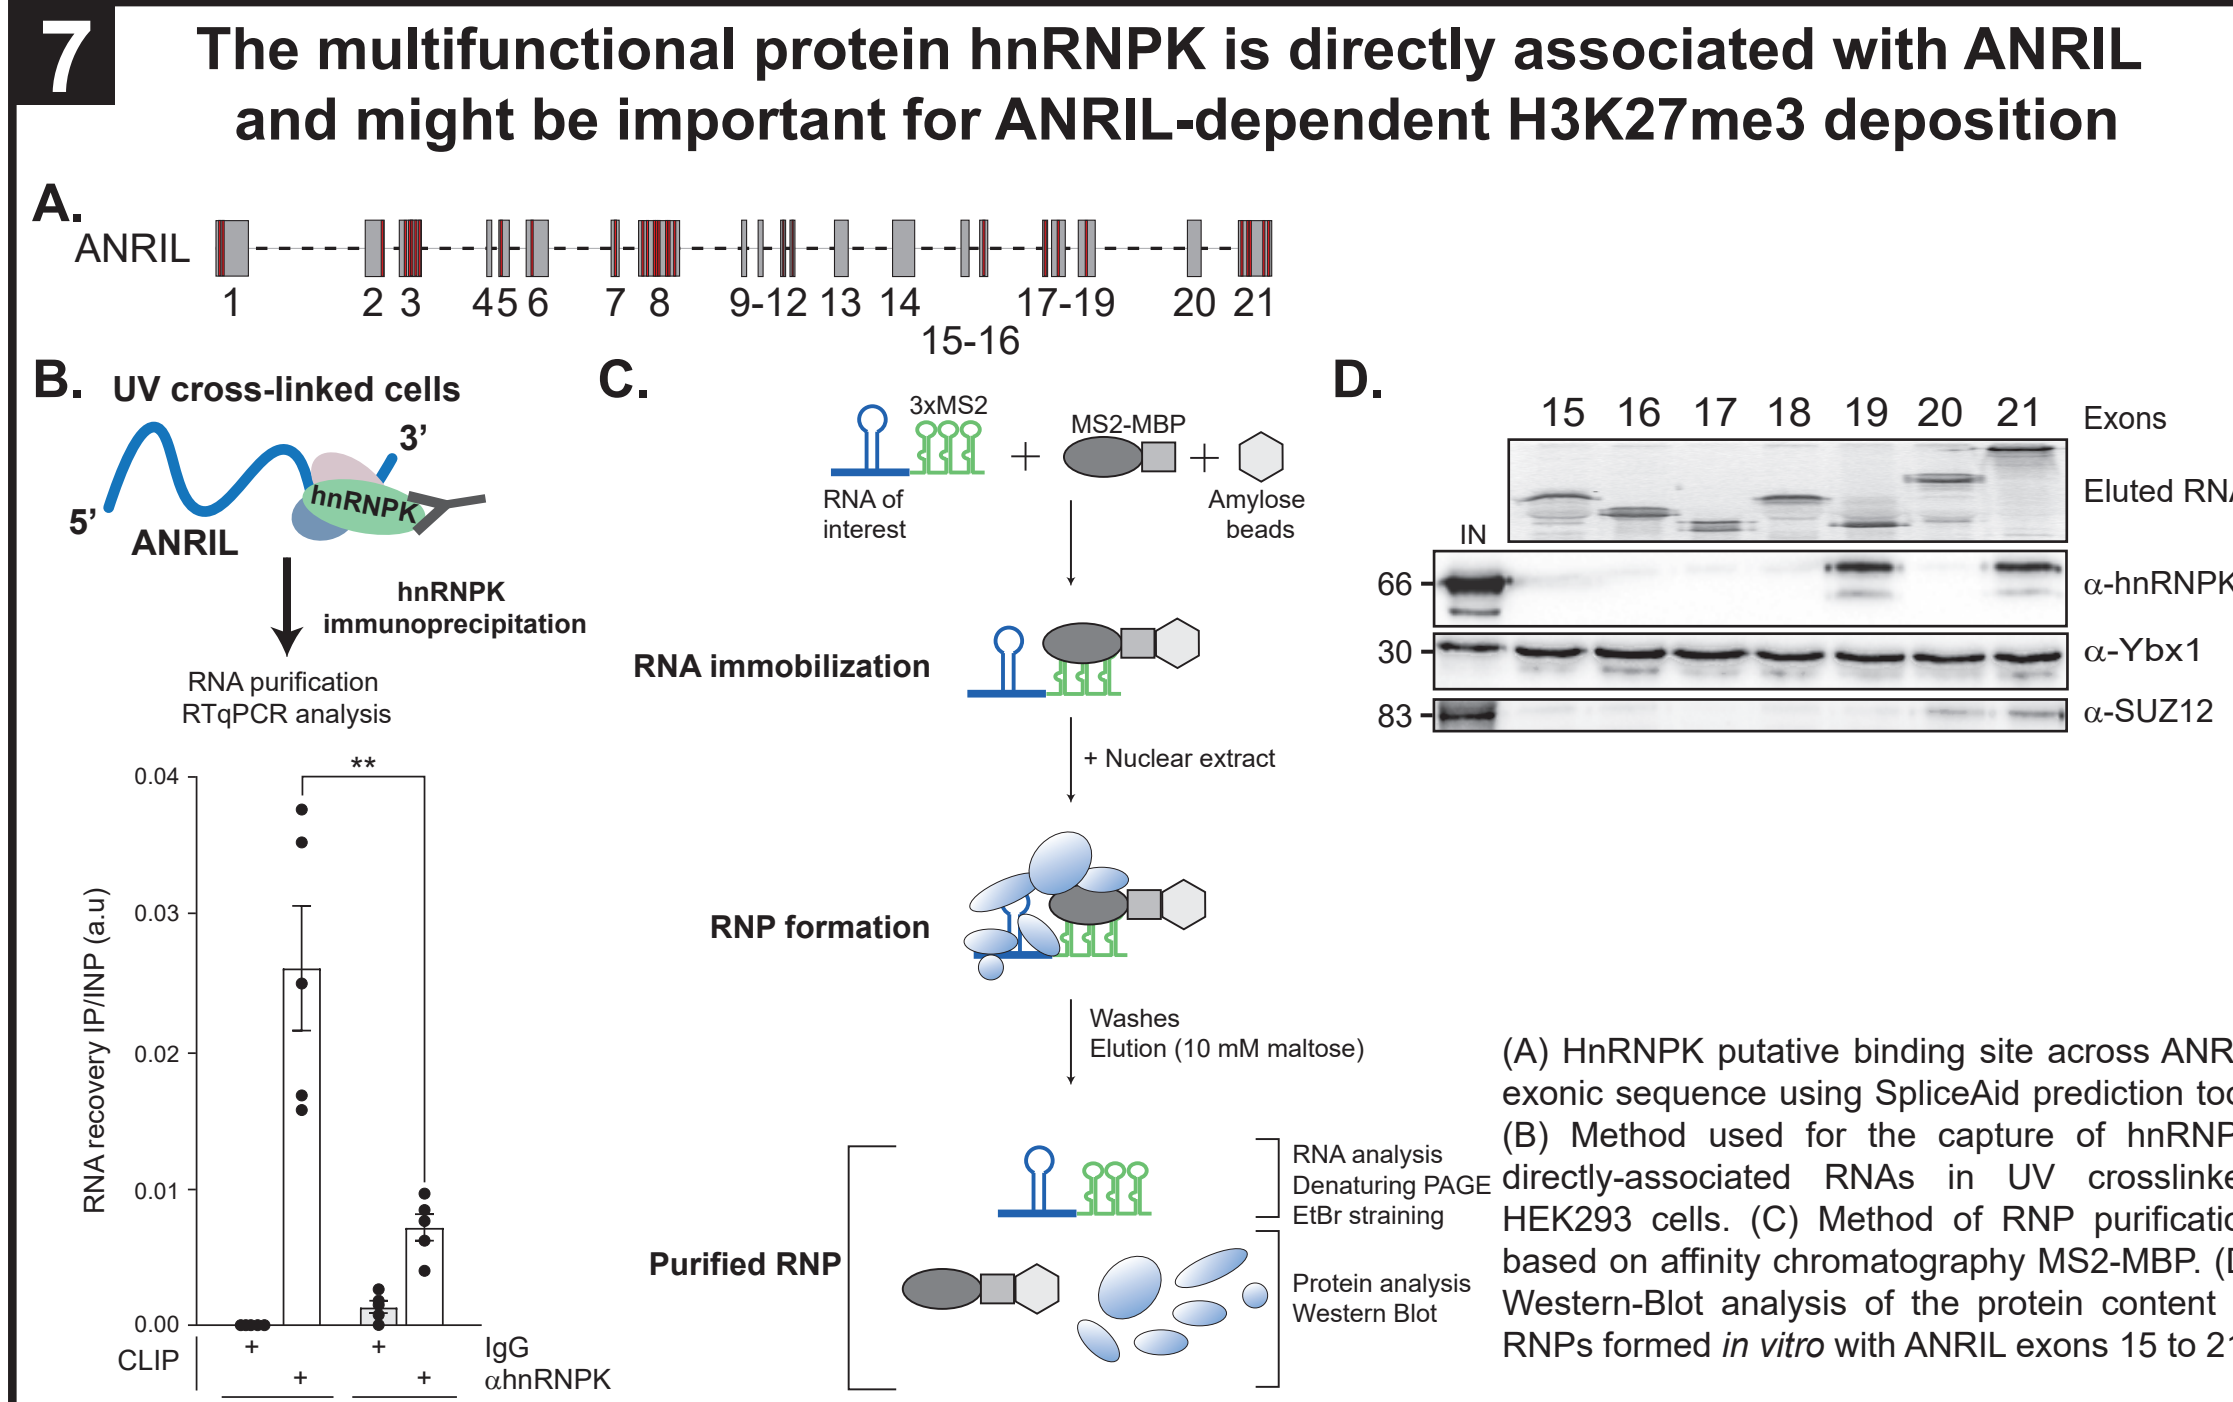 7
The multifunctional protein hnRNPK is directly associated with ANRIL
and might be important for ANRIL-dependent H3K27me3 deposition
A.
ANRIL
1 2 3 4 5 6 7 8 9-12 13 14 17-19 20 21
15-16
B.
UV cross-linked cells
3’
hnRNPK
5’
ANRIL
hnRNPK
immunoprecipitation
RNA purification
RTqPCR analysis
**
0.04
0.03
0.02
0.01
0.00
RNA recovery IP/INP (a.u)
+ + IgG
CLIP
+ + αhnRNPK
C.
3xMS2
MS2-MBP
+ +
RNA of
interest
Amylose
beads
RNA immobilization
+ Nuclear extract
RNP formation
Washes
Elution (10 mM maltose)
Purified RNP
RNA analysis
Denaturing PAGE
EtBr straining
Protein analysis
Western Blot
D.
15 16 17 18 19 20 21 Exons
Eluted RNA
IN
66 α-hnRNPK
30 α-Ybx1
83 α-SUZ12
(A) HnRNPK putative binding site across ANR
exonic sequence using SpliceAid prediction too
(B) Method used for the capture of hnRNP
directly-associated RNAs in UV crosslinke
HEK293 cells. (C) Method of RNP purificatio
based on affinity chromatography MS2-MBP. (D
Western-Blot analysis of the protein content
RNPs formed in vitro with ANRIL exons 15 to 21